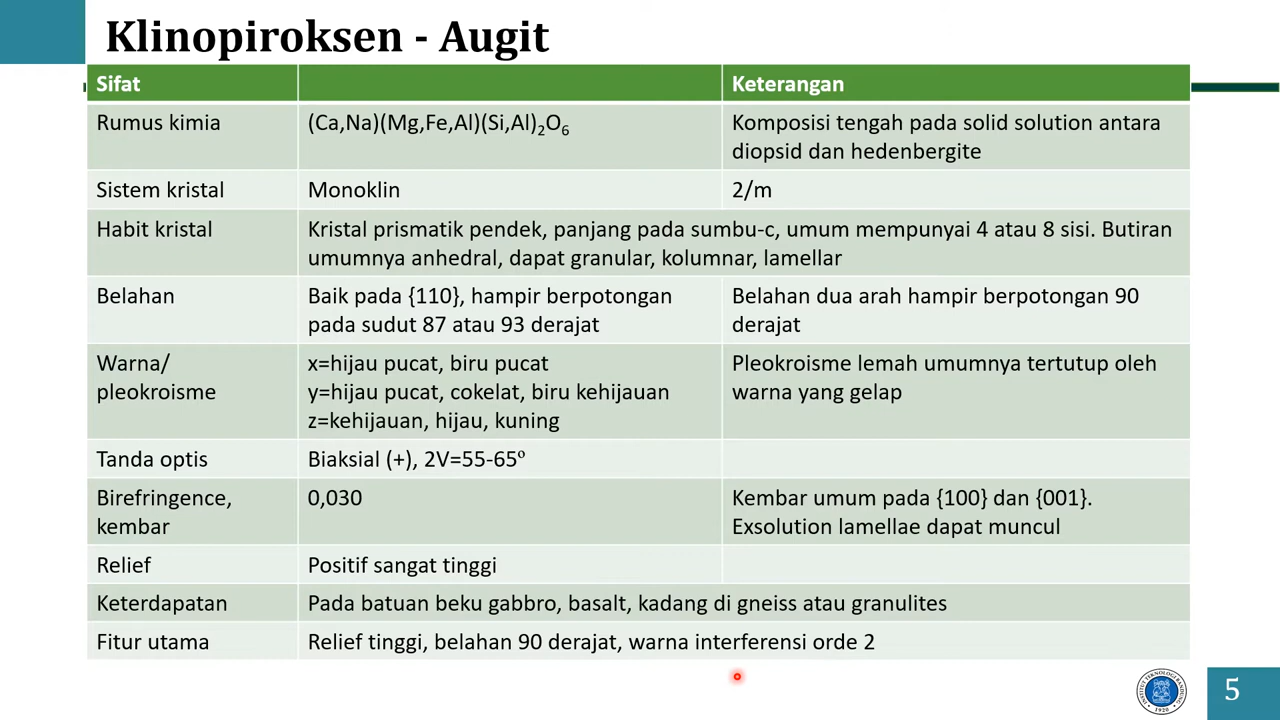 Klinopiroksen - Augit
Sifat Keterangan
Rumus kimia (Ca,Na)(Mg,Fe,Al)(Si,Al)₂O₆ Komposisi tengah pada solid solution antara
diopsid dan hedenbergite
Sistem kristal Monoklin 2/m
Habit kristal Kristal prismatik pendek, panjang pada sumbu-c, umum mempunyai 4 atau 8 sisi. Butiran
umumnya anhedral, dapat granular, kolumnar, lamellar
Belahan Baik pada {110}, hampir berpotongan Belahan dua arah hampir berpotongan 90
pada sudut 87 atau 93 derajat derajat
Warna/ x=hijau pucat, biru pucat Pleokroisme lemah umumnya tertutup oleh
pleokroisme y=hijau pucat, cokelat, biru kehijauan warna yang gelap
z=kehijauan, hijau, kuning
Tanda optis Biaksial (+), 2V=55-65º
Birefringence, 0,030 Kembar umum pada {100} dan {001}.
kembar Exsolution lamellae dapat muncul
Relief Positif sangat tinggi
Keterdapatan Pada batuan beku gabbro, basalt, kadang di gneiss atau granulites
Fitur utama Relief tinggi, belahan 90 derajat, warna interferensi orde 2
INSTITUT TEKNOLOGI BANDUNG
1920
5